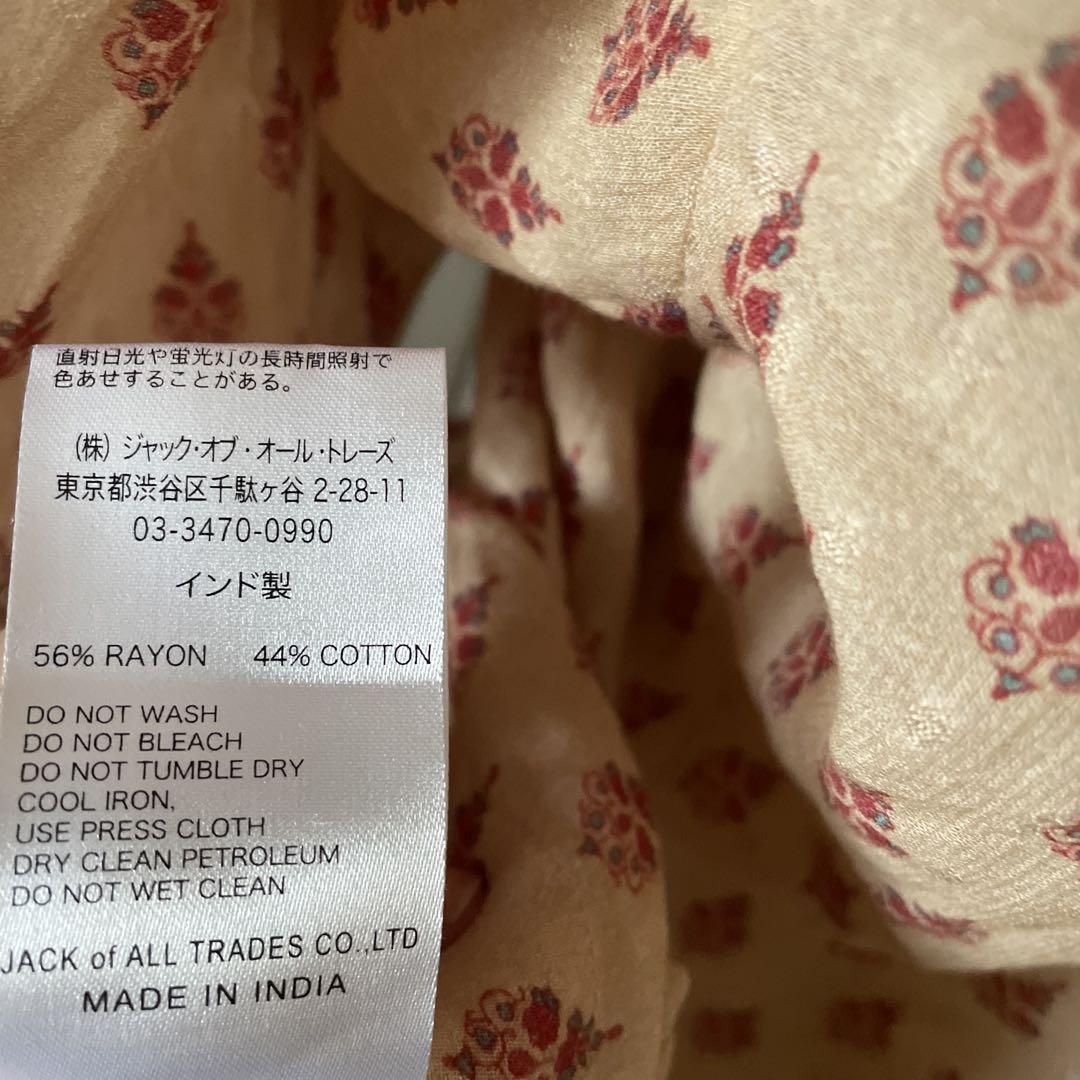 直射日光や蛍光灯の長時間照射で
色あせすることがある。
(株) ジャック・オブ・オール・トレーズ
東京都渋谷区千駄ヶ谷 2-28-11
03-3470-0990
インド製
56% RAYON 44% COTTON
DO NOT WASH
DO NOT BLEACH
DO NOT TUMBLE DRY
COOL IRON,
USE PRESS CLOTH
DRY CLEAN PETROLEUM
DO NOT WET CLEAN
JACK of ALL TRADES CO.,LTD
MADE IN INDIA